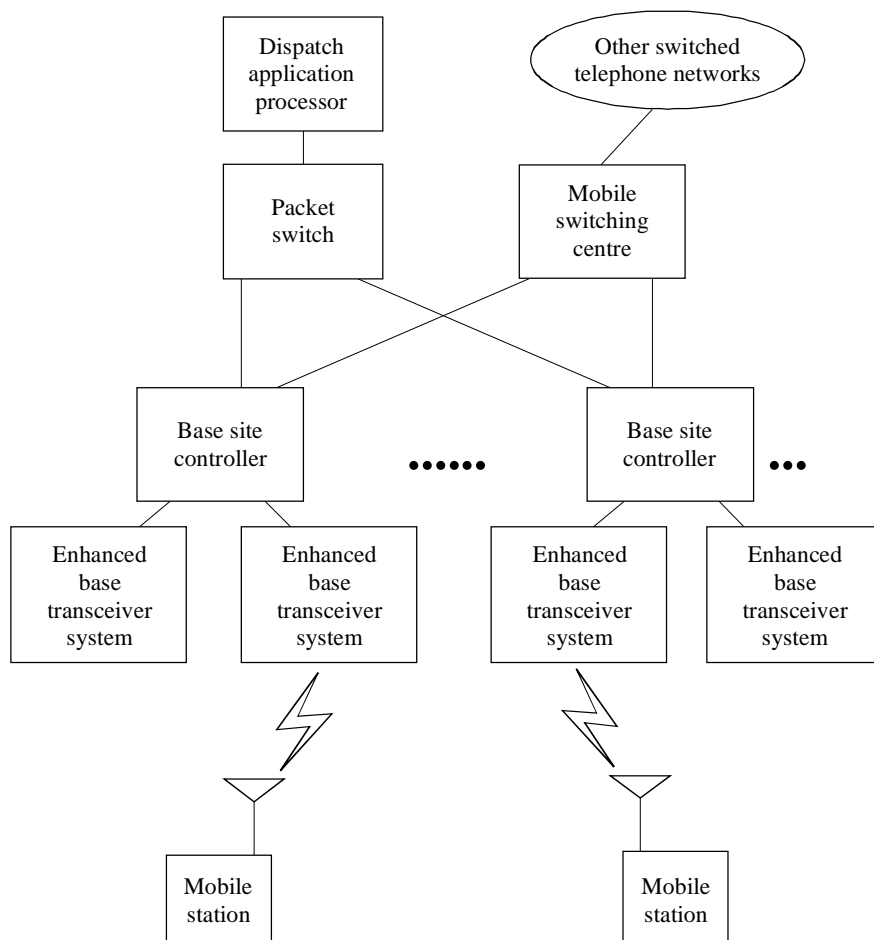 Dispatch
application
processor
Other switched
telephone networks
Packet
switch
Mobile
switching
centre
Base site
controller
Base site
controller
Enhanced
base
transceiver
system
Enhanced
base
transceiver
system
Enhanced
base
transceiver
system
Enhanced
base
transceiver
system
Mobile
station
Mobile
station